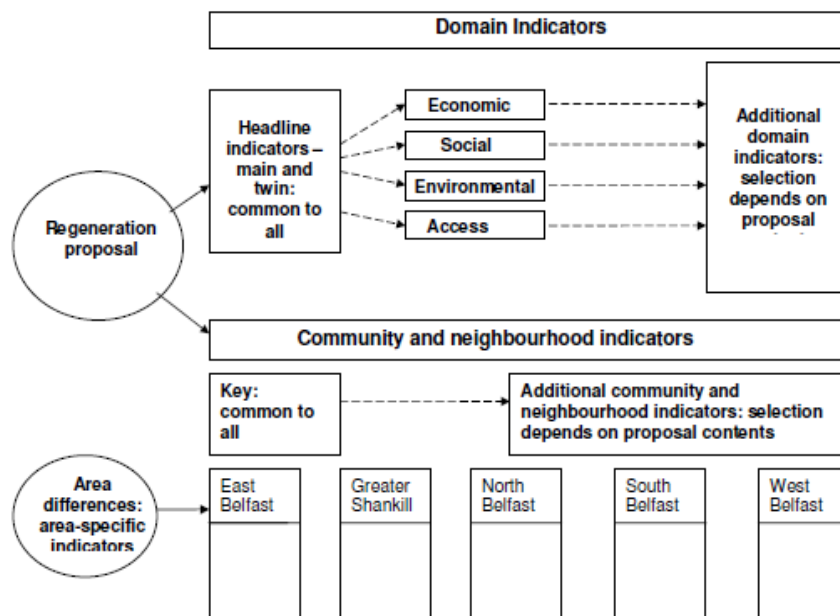 Domain Indicators
Headline
indicators –
main and
twin:
common to
all
Economic
Social
Environmental
Access
Additional
domain
indicators:
selection
depends on
proposal
Regeneration
proposal
Community and neighbourhood indicators
Key:
common to
all
Additional community and
neighbourhood indicators: selection
depends on proposal contents
Area
differences:
area-specific
indicators
East
Belfast
Greater
Shankill
North
Belfast
South
Belfast
West
Belfast